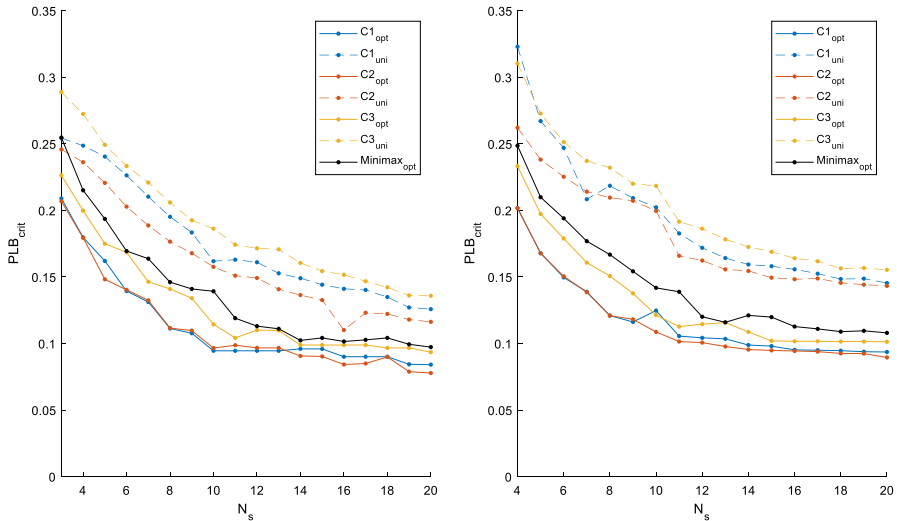 0.35
0.3
0.25
0.2
0.15
0.1
0.05
0
PLB_crit
4 6 8 10 12 14 16 18 20
N_s
C1_opt
C1_uni
C2_opt
C2_uni
C3_opt
C3_uni
Minimax_opt
0.35
0.3
0.25
0.2
0.15
0.1
0.05
0
PLB_crit
4 6 8 10 12 14 16 18 20
N_s
C1_opt
C1_uni
C2_opt
C2_uni
C3_opt
C3_uni
Minimax_opt